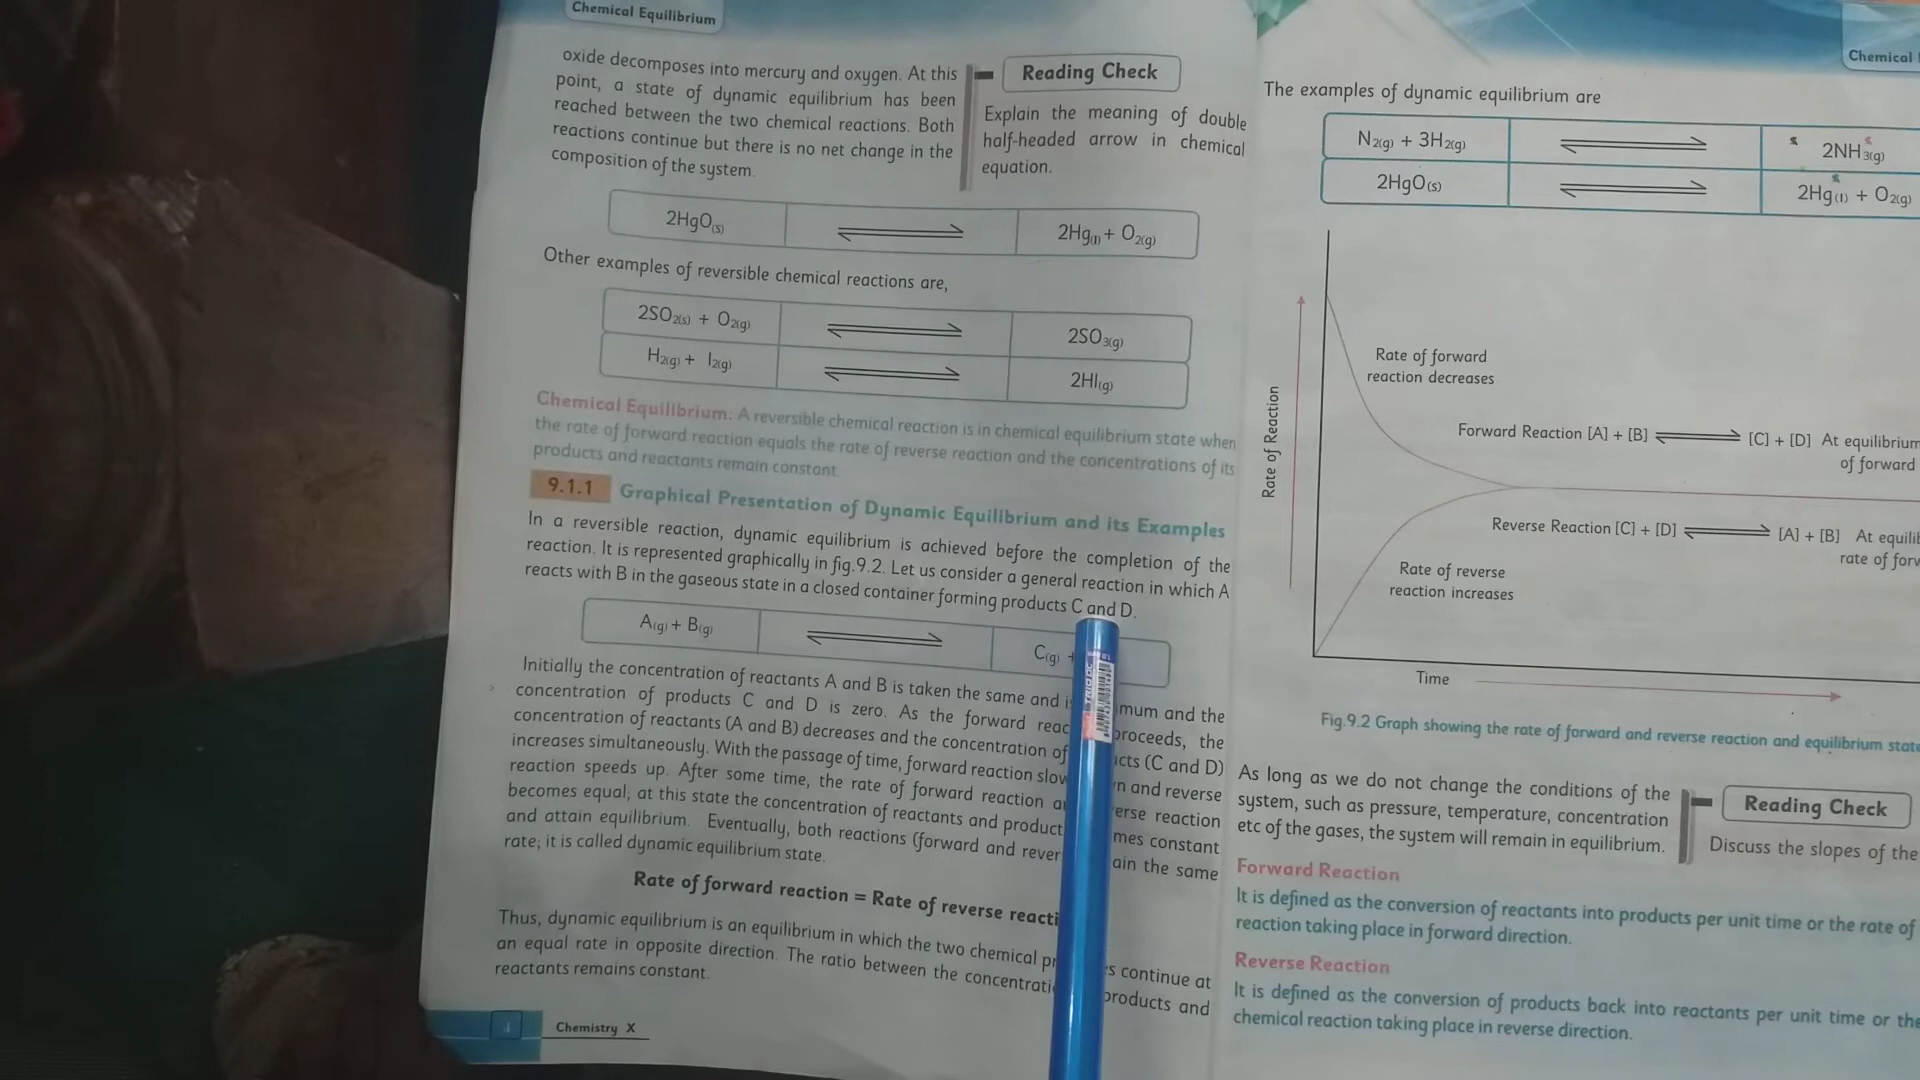 Chemical Equilibrium
oxide decomposes into mercury and oxygen. At this
point, a state of dynamic equilibrium has been
reached between the two chemical reactions. Both
reactions continue but there is no net change in the
composition of the system.
Reading Check
Explain the meaning of double
half-headed arrow in chemical
equation.
2HgO(s) ⇌ 2Hg(l) + O2(g)
Other examples of reversible chemical reactions are,
2SO2(s) + O2(g) ⇌ 2SO3(g)
H2(g) + I2(g) ⇌ 2HI(g)
Chemical Equilibrium: A reversible chemical reaction is in chemical equilibrium state when
the rate of forward reaction equals the rate of reverse reaction and the concentrations of its
products and reactants remain constant.
9.1.1 Graphical Presentation of Dynamic Equilibrium and its Examples
In a reversible reaction, dynamic equilibrium is achieved before the completion of the
reaction. It is represented graphically in fig.9.2. Let us consider a general reaction in which A
reacts with B in the gaseous state in a closed container forming products C and D.
A(g) + B(g) ⇌ C(g) +
Initially the concentration of reactants A and B is taken the same and mum and the
concentration of products C and D is zero. As the forward reac proceeds, the
concentration of reactants (A and B) decreases and the concentration of cts (C and D)
increases simultaneously. With the passage of time, forward reaction slow n and reverse
reaction speeds up. After some time, the rate of forward reaction a erse reaction
becomes equal; at this state the concentration of reactants and product mes constant
and attain equilibrium. Eventually, both reactions (forward and rever ain the same
rate; it is called dynamic equilibrium state.
Rate of forward reaction = Rate of reverse reacti
Thus, dynamic equilibrium is an equilibrium in which the two chemical pr s continue at
an equal rate in opposite direction. The ratio between the concentrati products and
reactants remains constant.
4 Chemistry X
Chemical
The examples of dynamic equilibrium are
N2(g) + 3H2(g) ⇌ 2NH3(g)
2HgO(s) ⇌ 2Hg(l) + O2(g)
Rate of Reaction
Rate of forward
reaction decreases
Forward Reaction [A] + [B] ⇌ [C] + [D] At equilibrium
of forward
Reverse Reaction [C] + [D] ⇌ [A] + [B] At equilib
rate of forw
Rate of reverse
reaction increases
Time
Fig.9.2 Graph showing the rate of forward and reverse reaction and equilibrium state
As long as we do not change the conditions of the
system, such as pressure, temperature, concentration
etc of the gases, the system will remain in equilibrium.
Reading Check
Discuss the slopes of the
Forward Reaction
It is defined as the conversion of reactants into products per unit time or the rate of
reaction taking place in forward direction.
Reverse Reaction
It is defined as the conversion of products back into reactants per unit time or the
chemical reaction taking place in reverse direction.